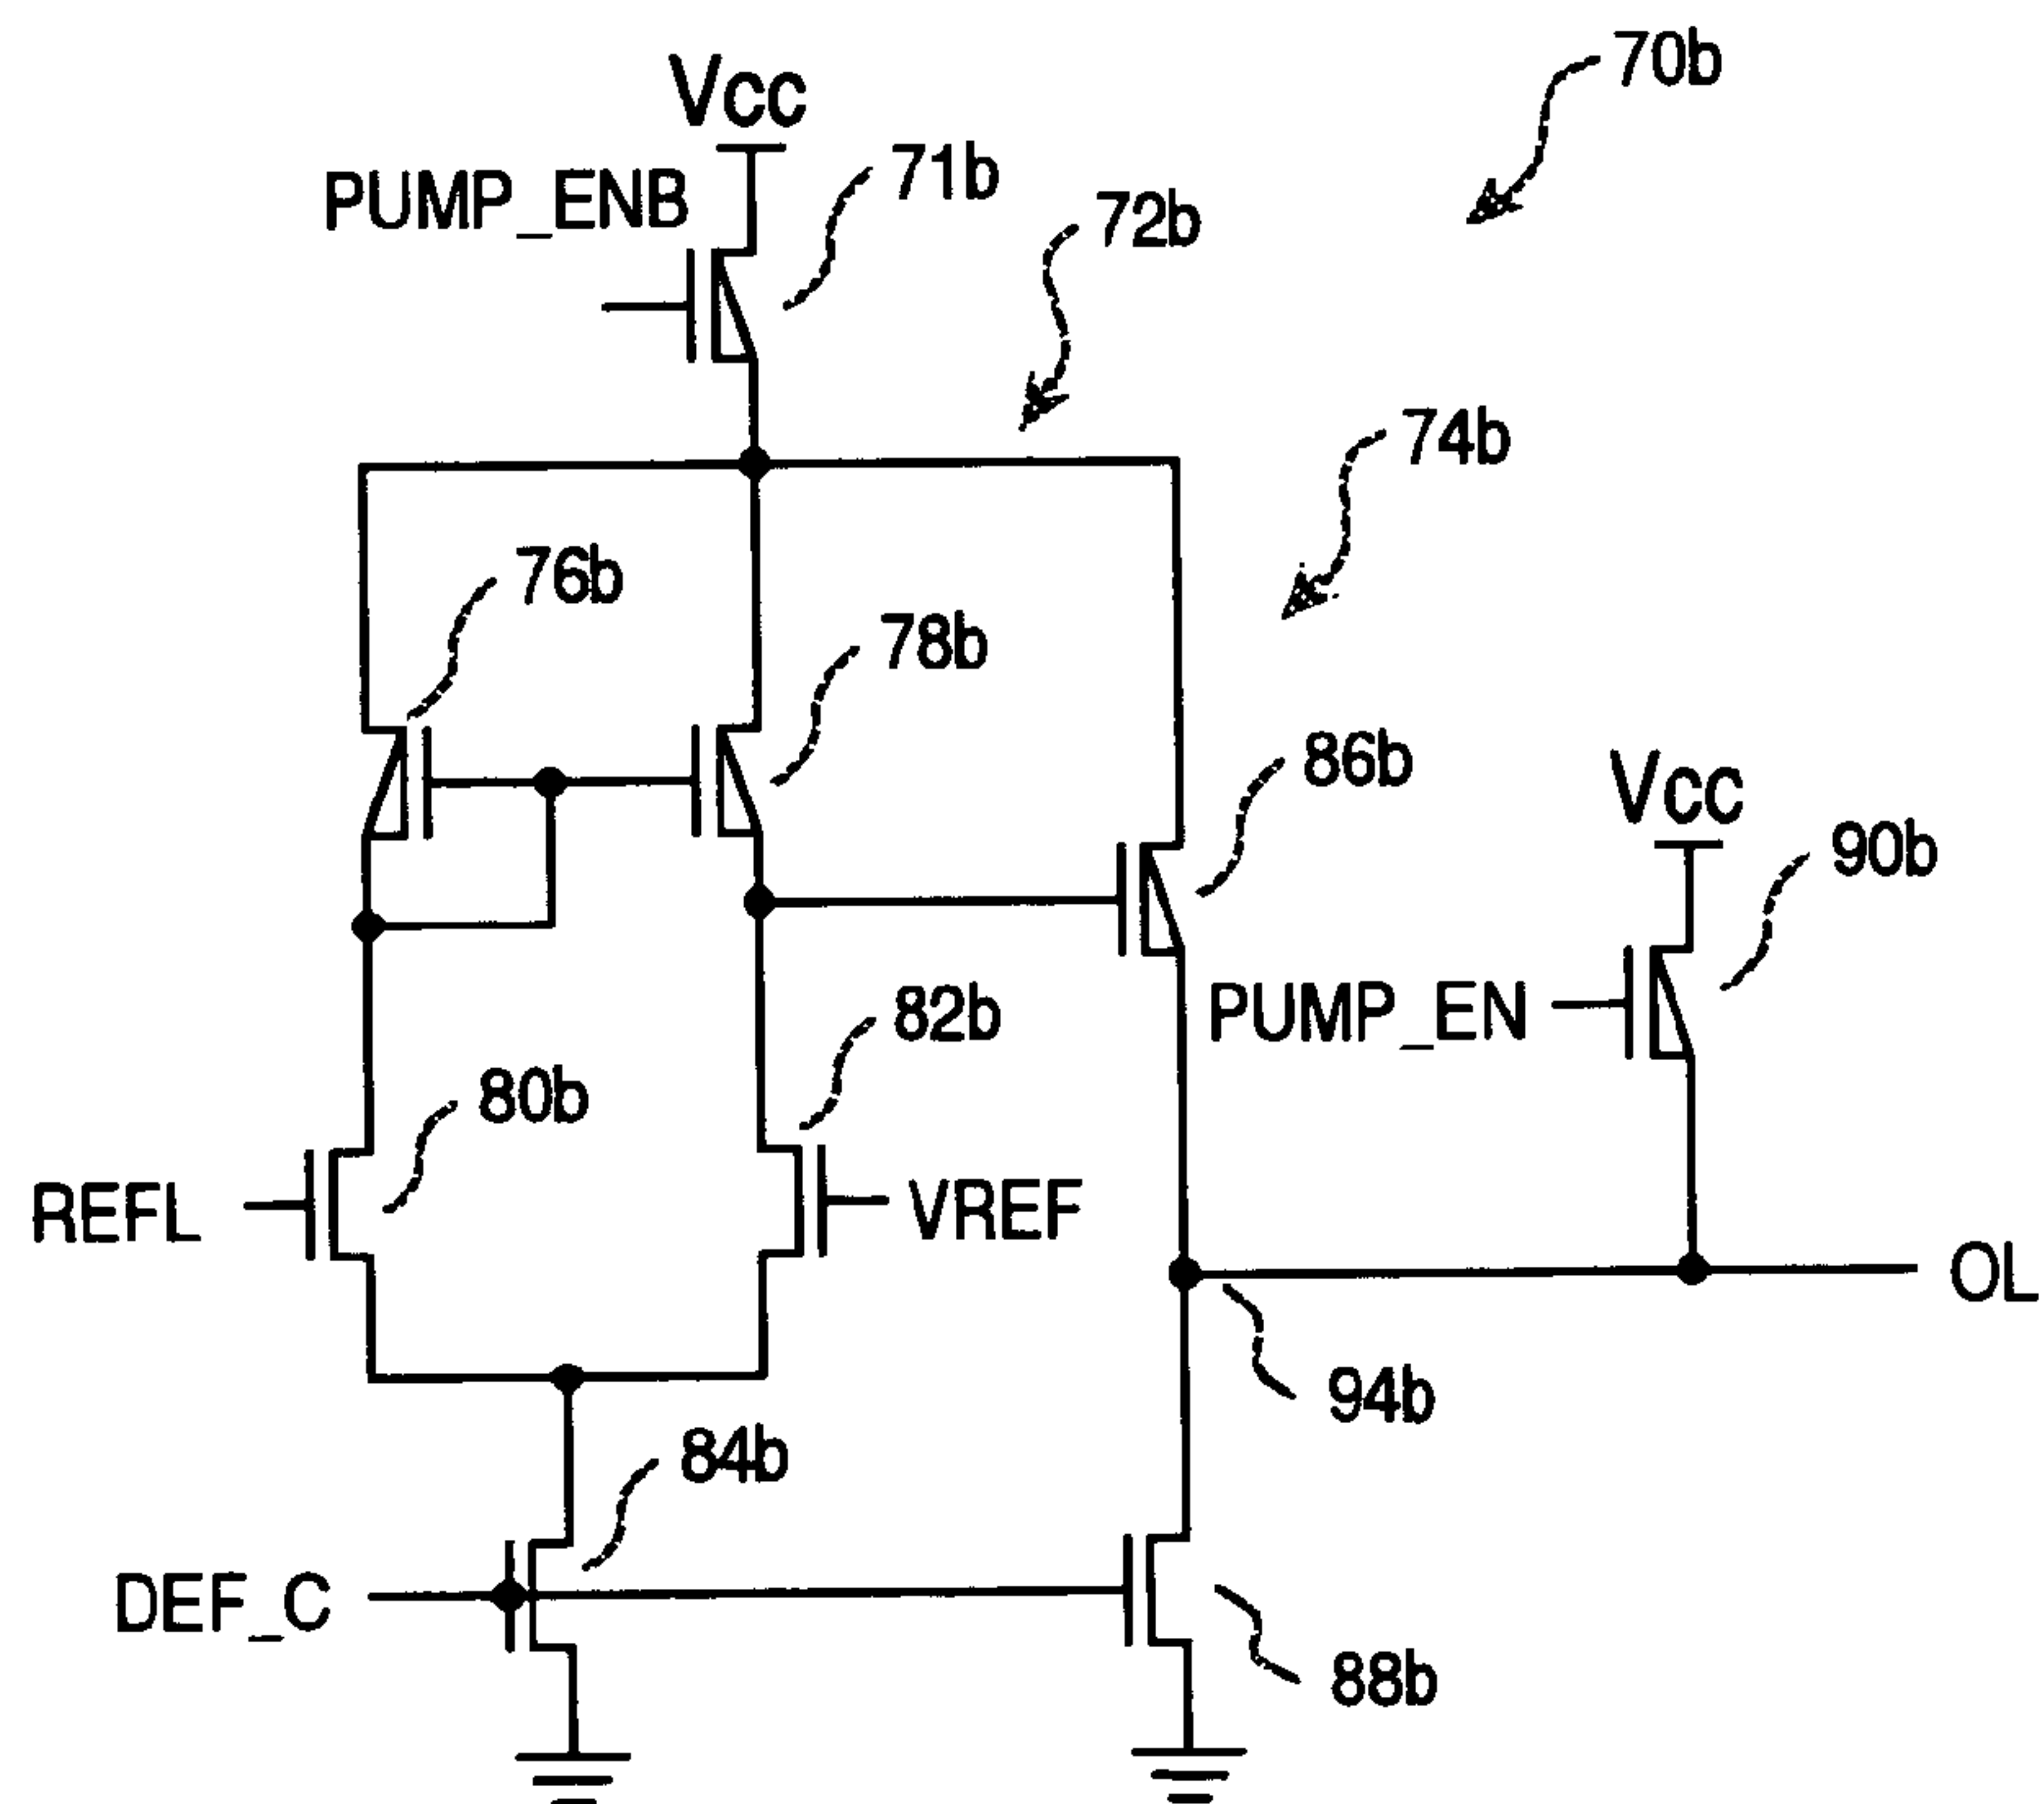 70b
Vcc
PUMP_ENB
71b
72b
74b
76b
78b
86b
Vcc
90b
82b
PUMP_EN
80b
REFL
VREF
OL
94b
84b
DEF_C
88b